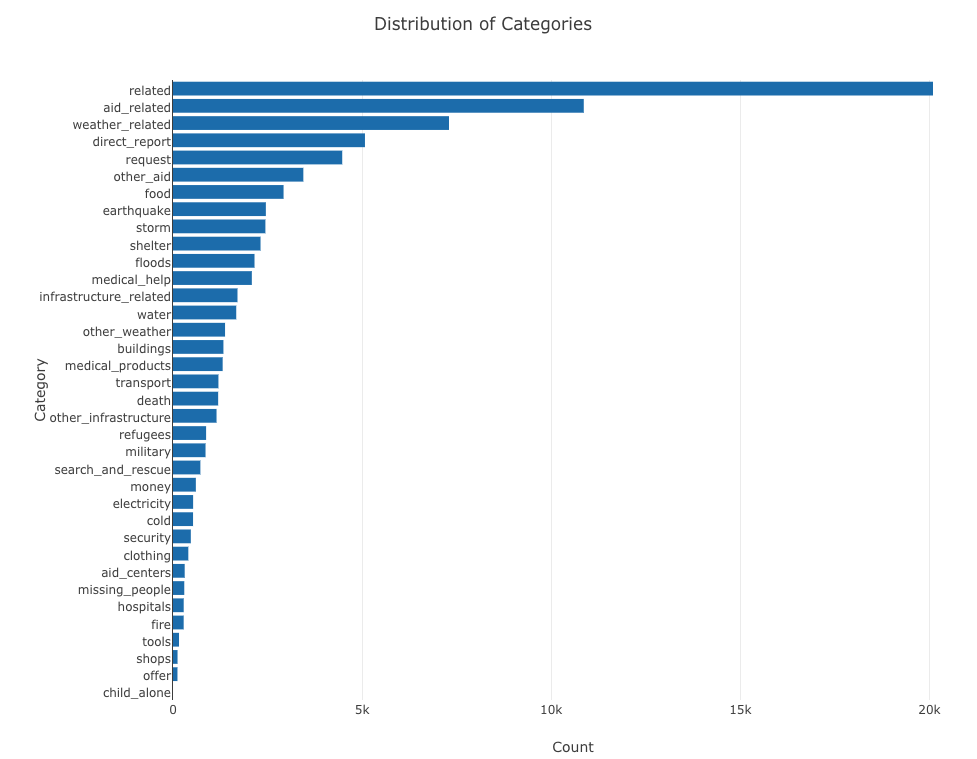 Distribution of Categories
related
aid_related
weather_related
direct_report
request
other_aid
food
earthquake
storm
shelter
floods
medical_help
infrastructure_related
water
other_weather
buildings
medical_products
transport
death
other_infrastructure
refugees
military
search_and_rescue
money
electricity
cold
security
clothing
aid_centers
missing_people
hospitals
fire
tools
shops
offer
child_alone
Category
0 5k 10k 15k 20k
Count